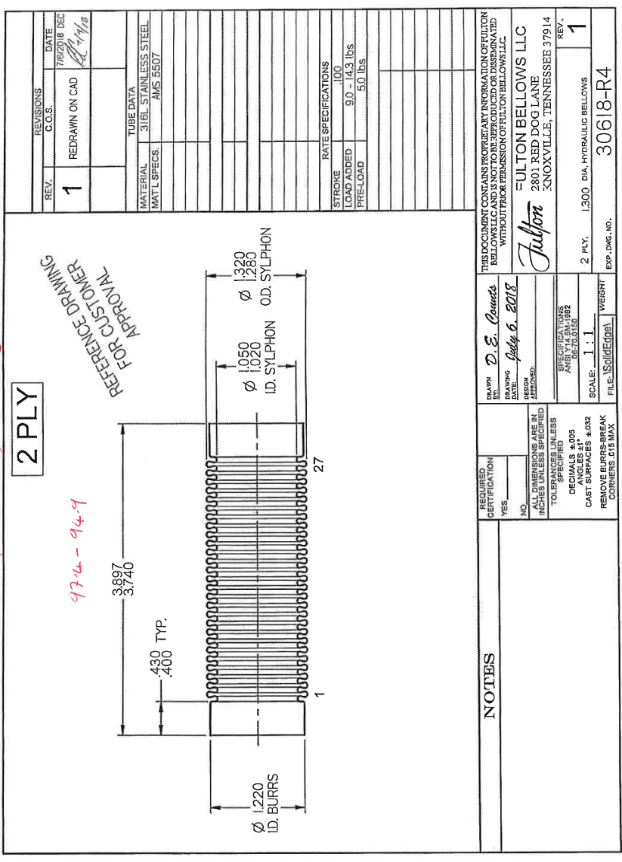 2 PLY
REFERENCE DRAWING
FOR CUSTOMER
APPROVAL
97.4 - 94.9
3.897
3.740
.430
.400 TYP.
Ø 1.220
I.D. BURRS
1
27
Ø 1.050
1.020
I.D. SYLPHON
Ø 1.320
1.280
O.D. SYLPHON
REVISIONS
REV. C.O.S. DATE
1 REDRAWN ON CAD 7/6/2018 DEC
TUBE DATA
MATERIAL 316L STAINLESS STEEL
MAT'L SPECS. AMS 5507
RATE SPECIFICATIONS
STROKE .100
LOAD ADDED 9.0 - 14.3 lbs
PRE-LOAD 5.0 lbs
NOTES
REQUIRED
CERTIFICATION
YES
NO
ALL DIMENSIONS ARE IN
INCHES UNLESS SPECIFIED
TOLERANCES UNLESS
SPECIFIED
DECIMALS ±.005
ANGLES ±1°
CAST SURFACES ±.032
REMOVE BURRS-BREAK
CORNERS .015 MAX
DRAWN BY: D. E. Counts
DRAWING DATE: July 6, 2018
DESIGN APPROVED:
SPECIFICATIONS
ANSI Y14.5M-1982
SCALE: 1 : 1
FILE: \SolidEdge\ WEIGHT
THIS DOCUMENT CONTAINS PROPRIETARY INFORMATION OF FULTON
BELLOWS LLC AND IS NOT TO BE REPRODUCED OR DISSEMINATED
WITHOUT PRIOR PERMISSION OF FULTON BELLOWS LLC.
Fulton
FULTON BELLOWS LLC
2801 RED DOG LANE
KNOXVILLE, TENNESSEE 37914
2 PLY, 1.300 DIA. HYDRAULIC BELLOWS
REV. 1
EXP. DWG. NO. 30618-R4